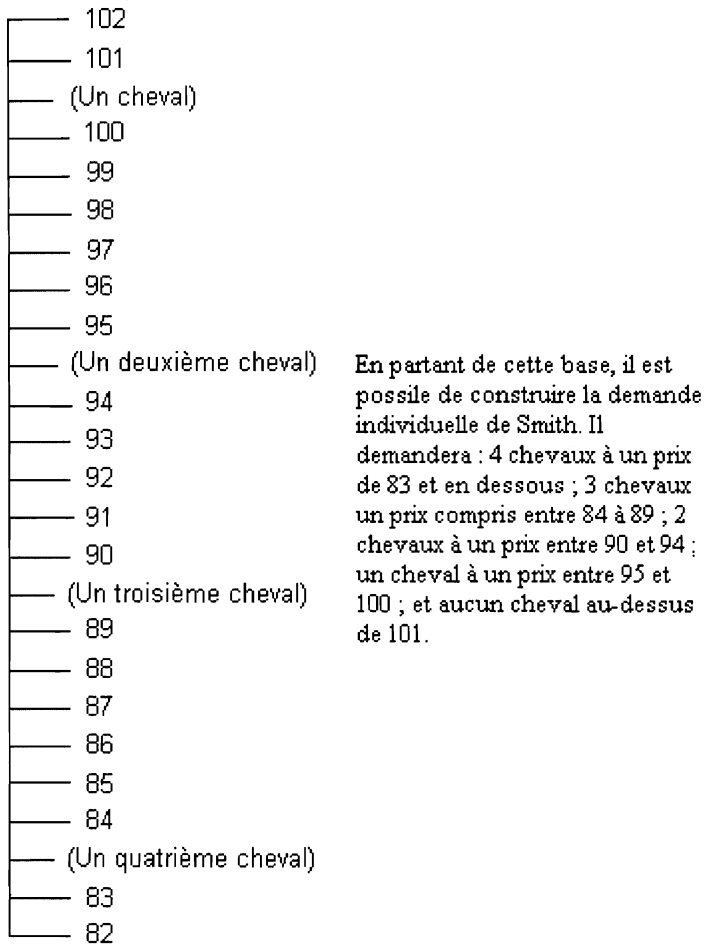 102
101
(Un cheval)
100
99
98
97
96
95
(Un deuxième cheval)
94
93
92
91
90
(Un troisième cheval)
89
88
87
86
85
84
(Un quatrième cheval)
83
82
En partant de cette base, il est
possile de construire la demande
individuelle de Smith. Il
demandera : 4 chevaux à un prix
de 83 et en dessous ; 3 chevaux
un prix compris entre 84 à 89 ; 2
chevaux à un prix entre 90 et 94 ;
un cheval à un prix entre 95 et
100 ; et aucun cheval au-dessus
de 101.